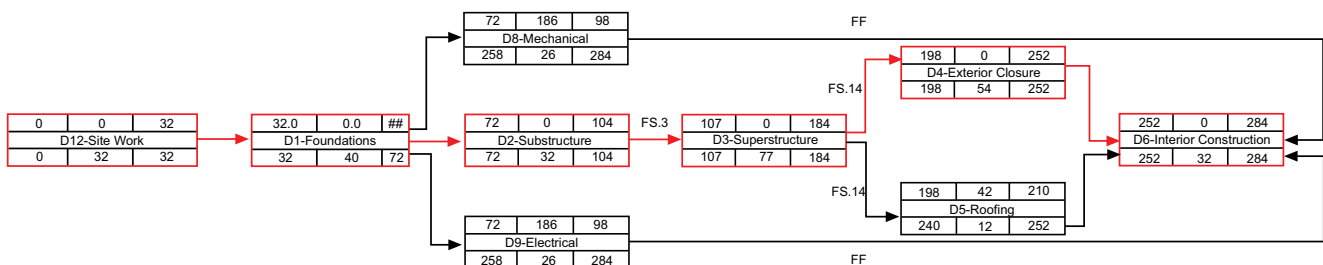 72 186 98
D8-Mechanical
258 26 284
FF
198 0 252
D4-Exterior Closure
198 54 252
FS.14
0 0 32
D12-Site Work
0 32 32
32.0 0.0 ##
D1-Foundations
32 40 72
72 0 104
D2-Substructure
72 32 104
FS.3
107 0 184
D3-Superstructure
107 77 184
252 0 284
D6-Interior Construction
252 32 284
FS.14
198 42 210
D5-Roofing
240 12 252
72 186 98
D9-Electrical
258 26 284
FF